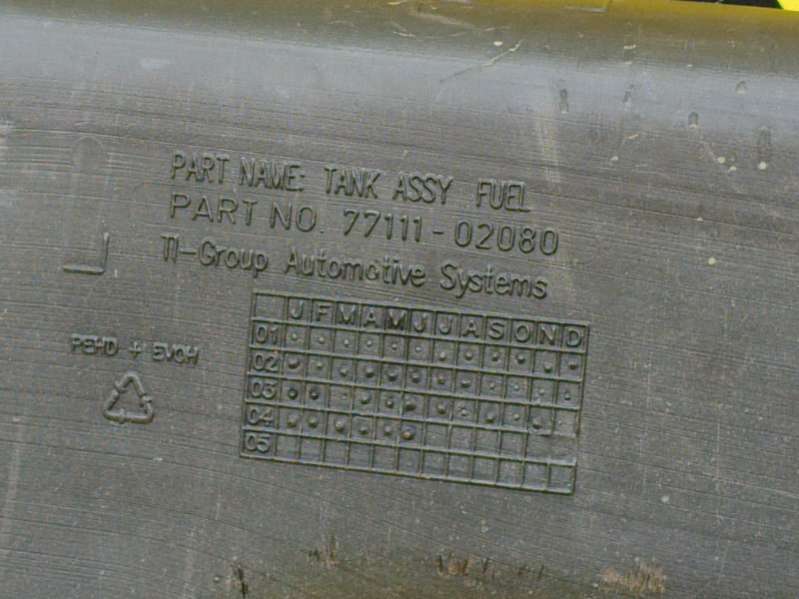 PART NAME: TANK ASSY FUEL
PART NO. 77111-02080
TI-Group Automotive Systems
J F M A M J J A S O N D
01
02
03
04
05
PEHD + EVOH